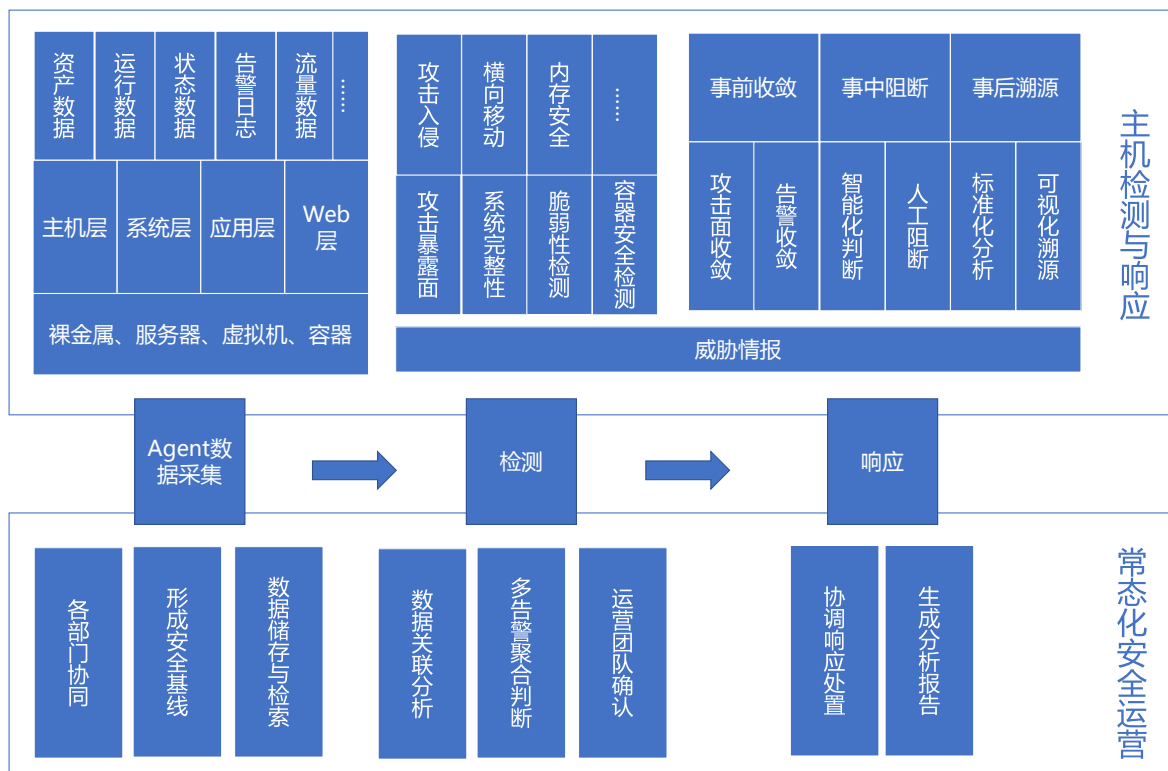 资产数据
运行数据
状态数据
告警日志
流量数据
……
主机层
系统层
应用层
Web
层
裸金属、服务器、虚拟机、容器
攻击入侵
横向移动
内存安全
……
攻击暴露面
系统完整性
脆弱性检测
容器安全检测
事前收敛
事中阻断
事后溯源
攻击面收敛
告警收敛
智能化判断
人工阻断
标准化分析
可视化溯源
威胁情报
主机检测与响应
Agent数
据采集
检测
响应
各部门协同
形成安全基线
数据储存与检索
数据关联分析
多告警聚合判断
运营团队确认
协调响应处置
生成分析报告
常态化安全运营